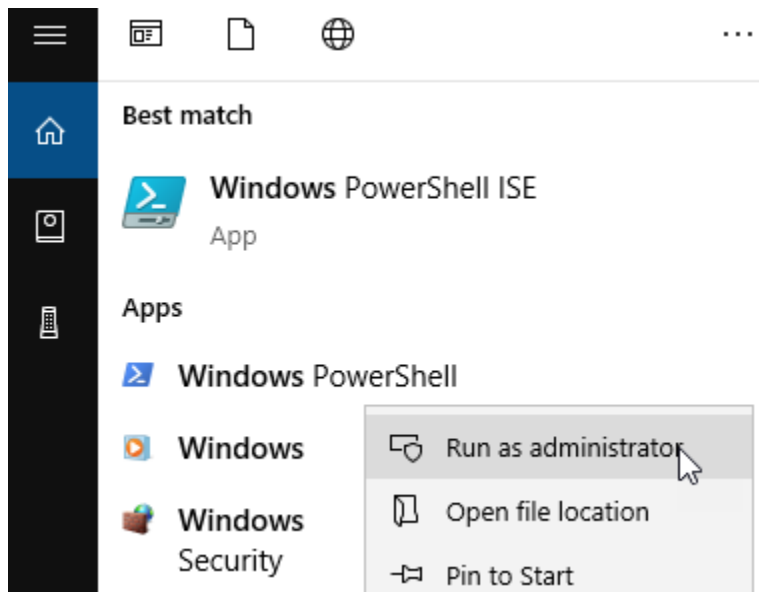 Best match
Windows PowerShell ISE
App
Apps
Windows PowerShell
Windows
Run as administrator
Open file location
Windows
Security
Pin to Start